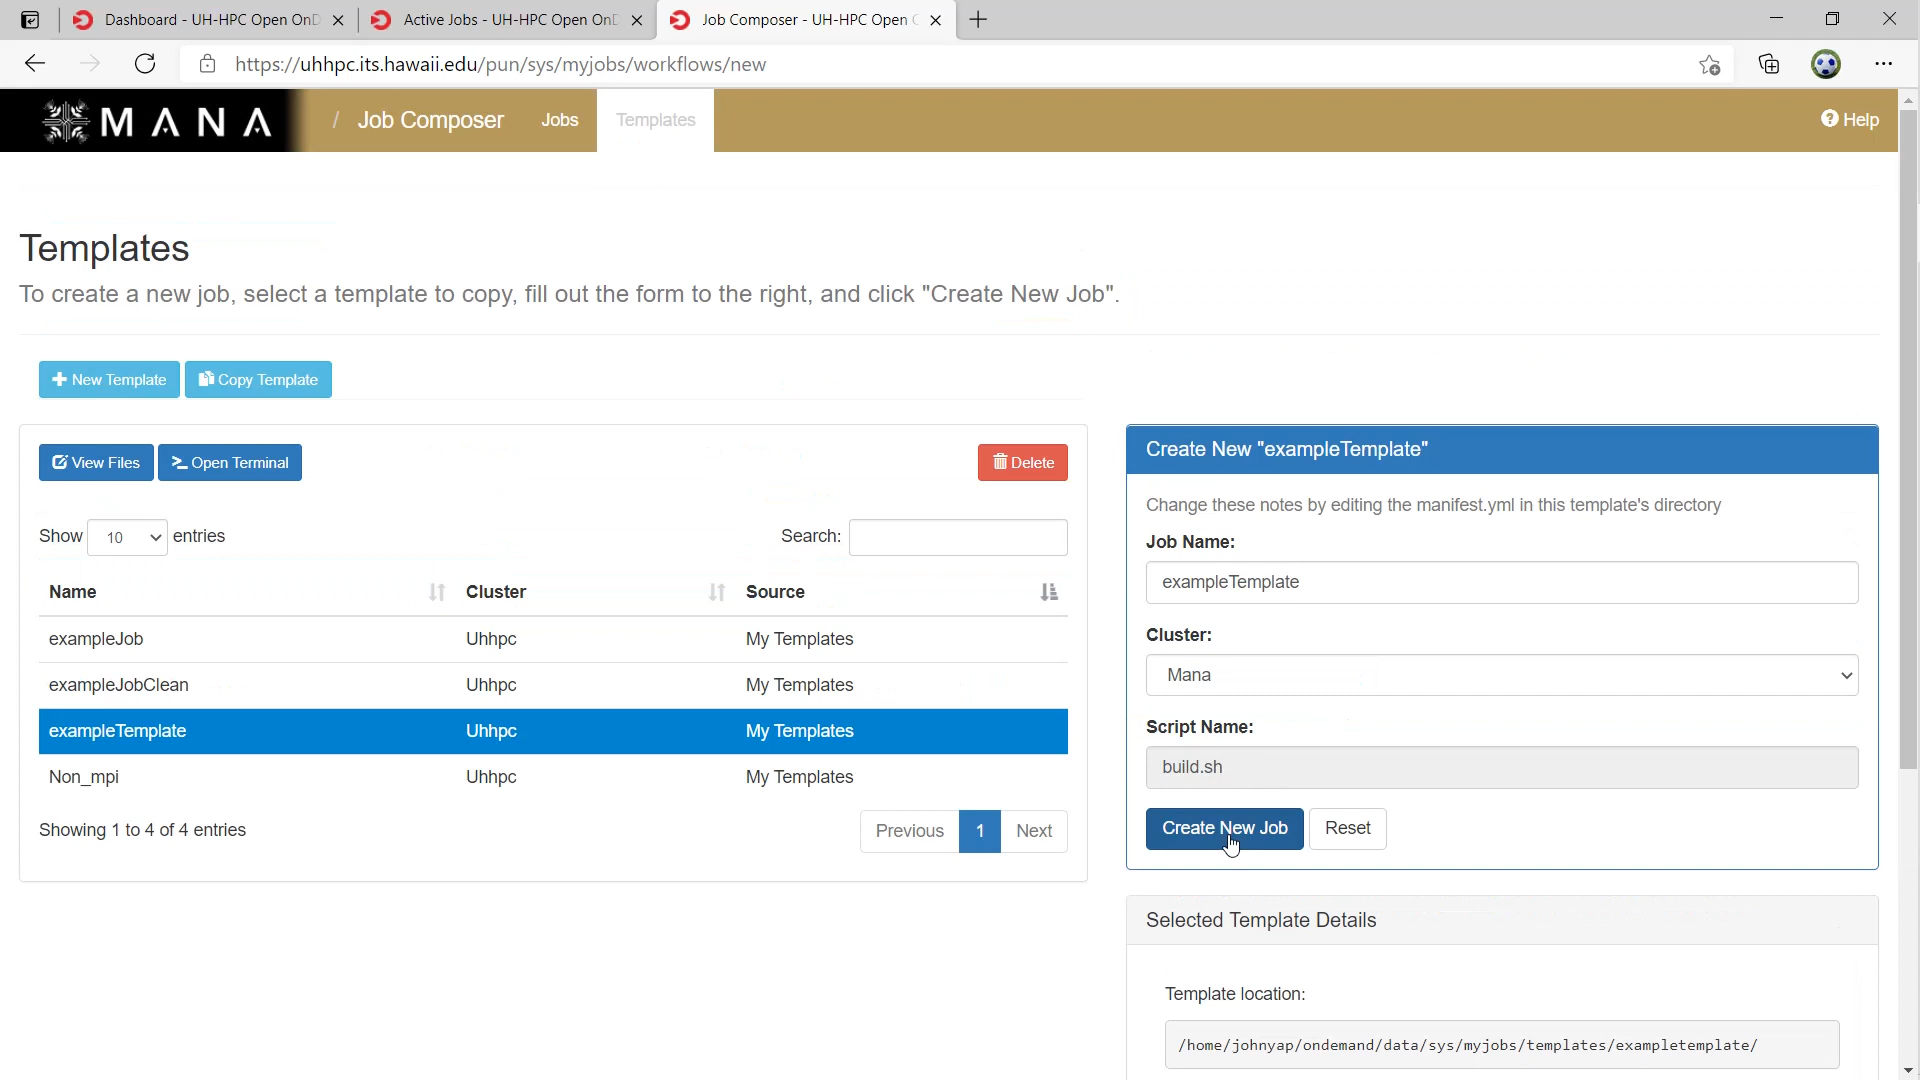 Dashboard - UH-HPC Open OnD
Active Jobs - UH-HPC Open OnD
Job Composer - UH-HPC Open O
https://uhhpc.its.hawaii.edu/pun/sys/myjobs/workflows/new
MANA / Job Composer Jobs Templates Help
Templates
To create a new job, select a template to copy, fill out the form to the right, and click "Create New Job".
New Template Copy Template
View Files Open Terminal Delete
Show 10 entries Search:
Name Cluster Source
exampleJob Uhhpc My Templates
exampleJobClean Uhhpc My Templates
exampleTemplate Uhhpc My Templates
Non_mpi Uhhpc My Templates
Showing 1 to 4 of 4 entries Previous 1 Next
Create New "exampleTemplate"
Change these notes by editing the manifest.yml in this template's directory
Job Name:
exampleTemplate
Cluster:
Mana
Script Name:
build.sh
Create New Job Reset
Selected Template Details
Template location:
/home/johnyap/ondemand/data/sys/myjobs/templates/exampletemplate/